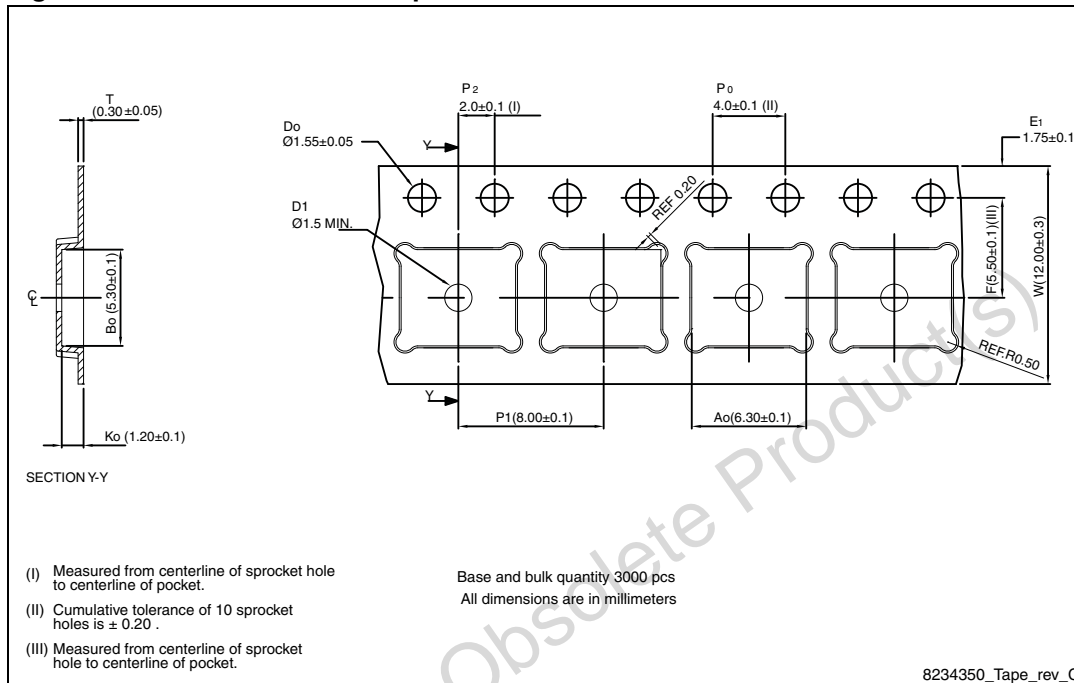 T
(0.30±0.05)
P2
2.0±0.1 (I)
P0
4.0±0.1 (II)
Do
Ø1.55±0.05
E1
1.75±0.1
Y
REF 0.20
D1
Ø1.5 MIN.
F(5.50±0.1)(III)
W(12.00±0.3)
Bo (5.30±0.1)
CL
REF.R0.50
Y
P1(8.00±0.1)
Ao(6.30±0.1)
Ko (1.20±0.1)
SECTION Y-Y
(I) Measured from centerline of sprocket hole
to centerline of pocket.
(II) Cumulative tolerance of 10 sprocket
holes is ± 0.20 .
(III) Measured from centerline of sprocket
hole to centerline of pocket.
Base and bulk quantity 3000 pcs
All dimensions are in millimeters
Obsolete Product(s)
8234350_Tape_rev_C